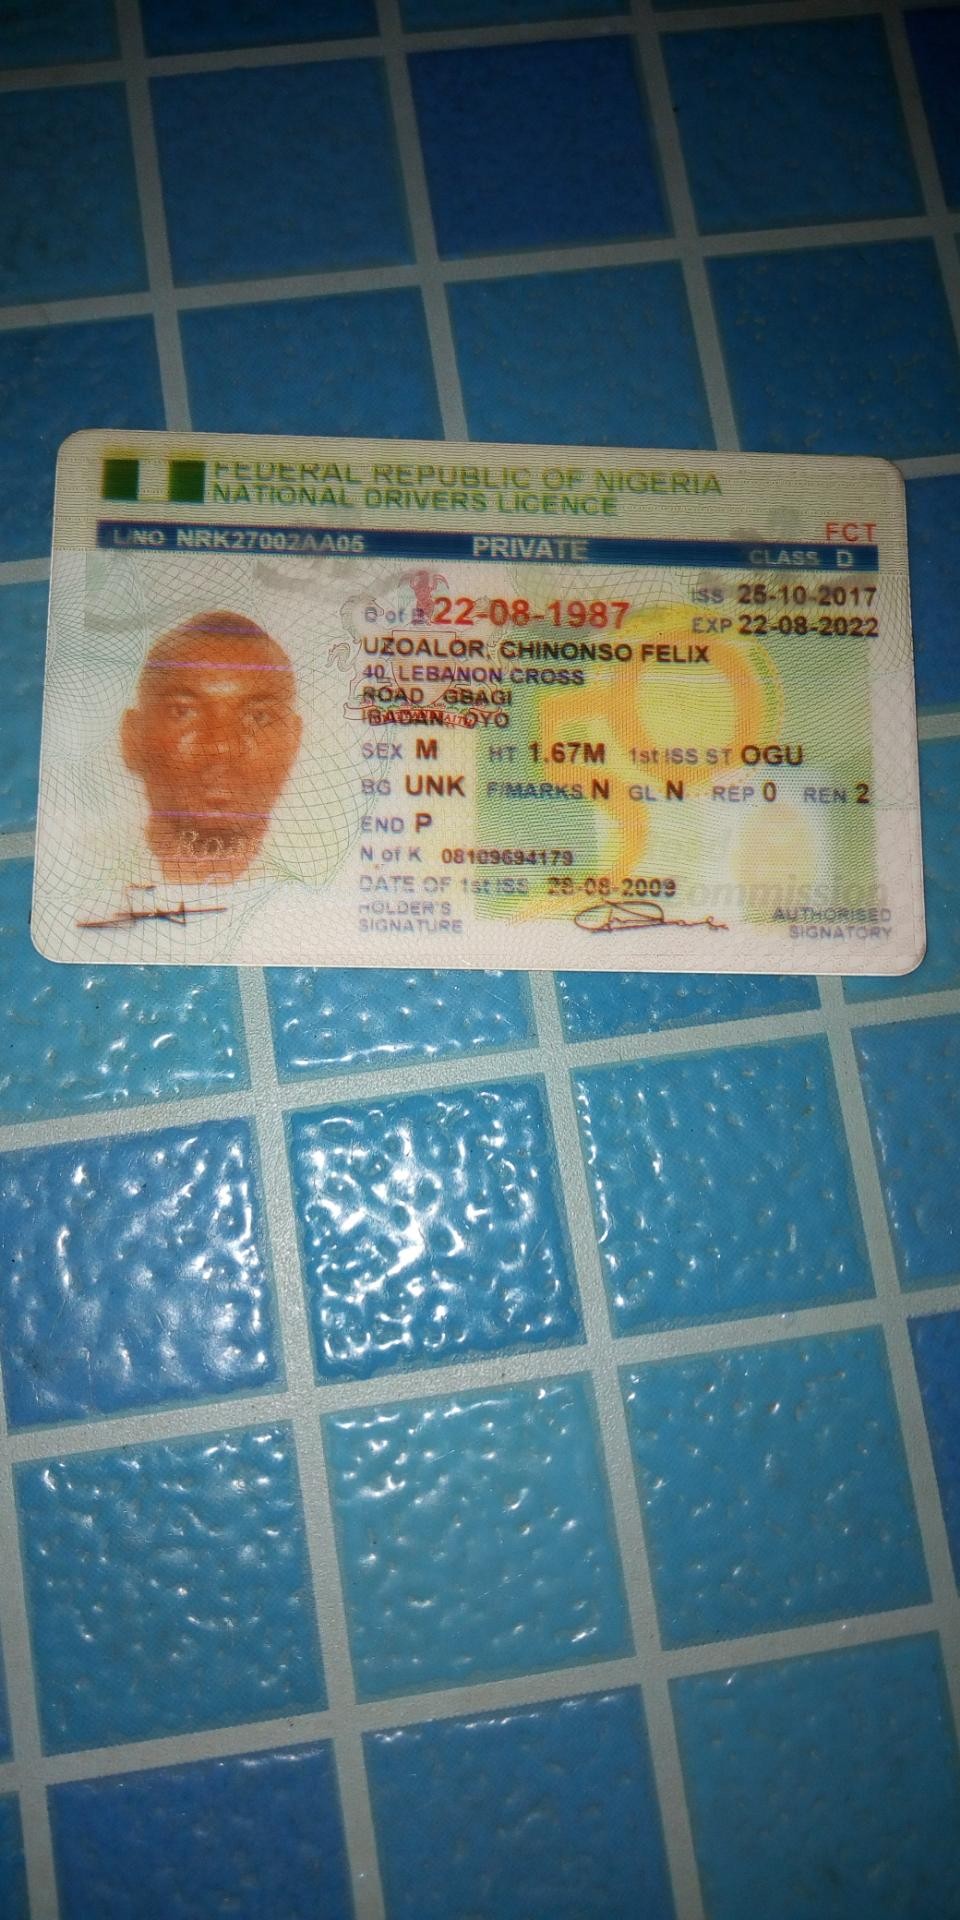 FEDERAL REPUBLIC OF NIGERIA
NATIONAL DRIVERS LICENCE
FCT
L/NO NRK27002AA05 PRIVATE CLASS D
ISS 25-10-2017
D of B 22-08-1987 EXP 22-08-2022
UZOALOR, CHINONSO FELIX
40, LEBANON CROSS
ROAD GBAGI
IBADAN, OYO
SEX M HT 1.67M 1st ISS ST OGU
BG UNK F/MARKS N GL N REP 0 REN 2
END P
N of K 08109694179
DATE OF 1st ISS 28-08-2009
HOLDER'S SIGNATURE
AUTHORISED SIGNATORY